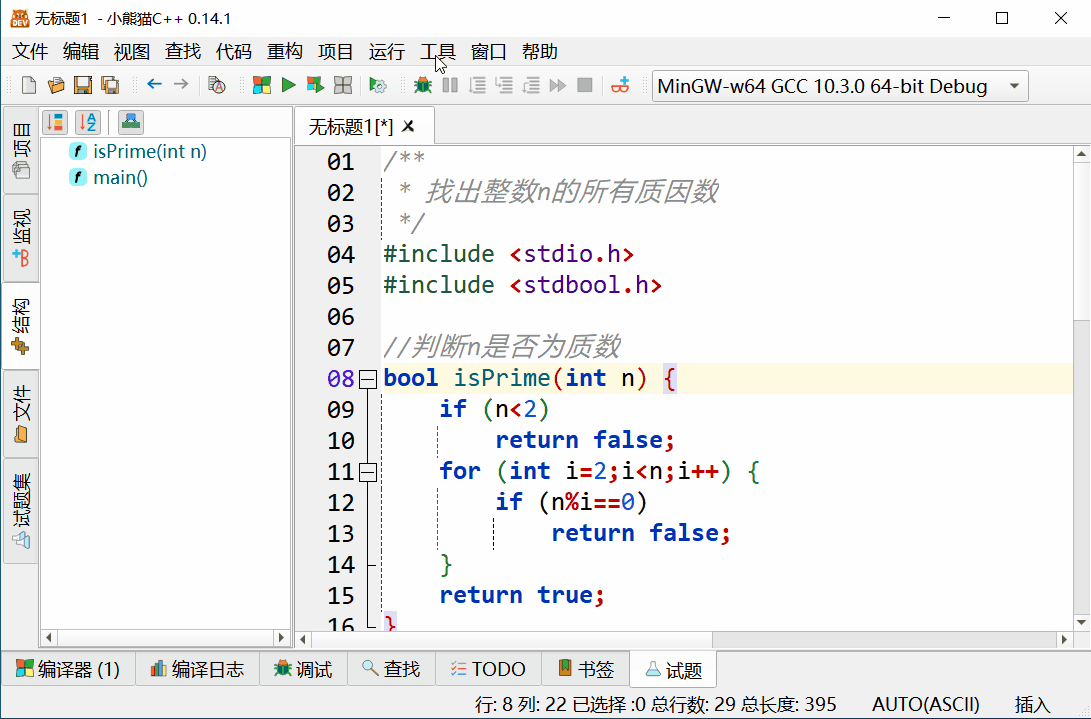 无标题1 - 小熊猫C++ 0.14.1
文件 编辑 视图 查找 代码 重构 项目 运行 工具 窗口 帮助
MinGW-w64 GCC 10.3.0 64-bit Debug
项目
监视
结构
文件
试题集
isPrime(int n)
main()
无标题1[*]
01 /**
02 * 找出整数n的所有质因数
03 */
04 #include <stdio.h>
05 #include <stdbool.h>
06
07 //判断n是否为质数
08 bool isPrime(int n) {
09 if (n<2)
10 return false;
11 for (int i=2;i<n;i++) {
12 if (n%i==0)
13 return false;
14 }
15 return true;
16 }
编译器 (1) 编译日志 调试 查找 TODO 书签 试题
行: 8 列: 22 已选择 :0 总行数: 29 总长度: 395 AUTO(ASCII) 插入